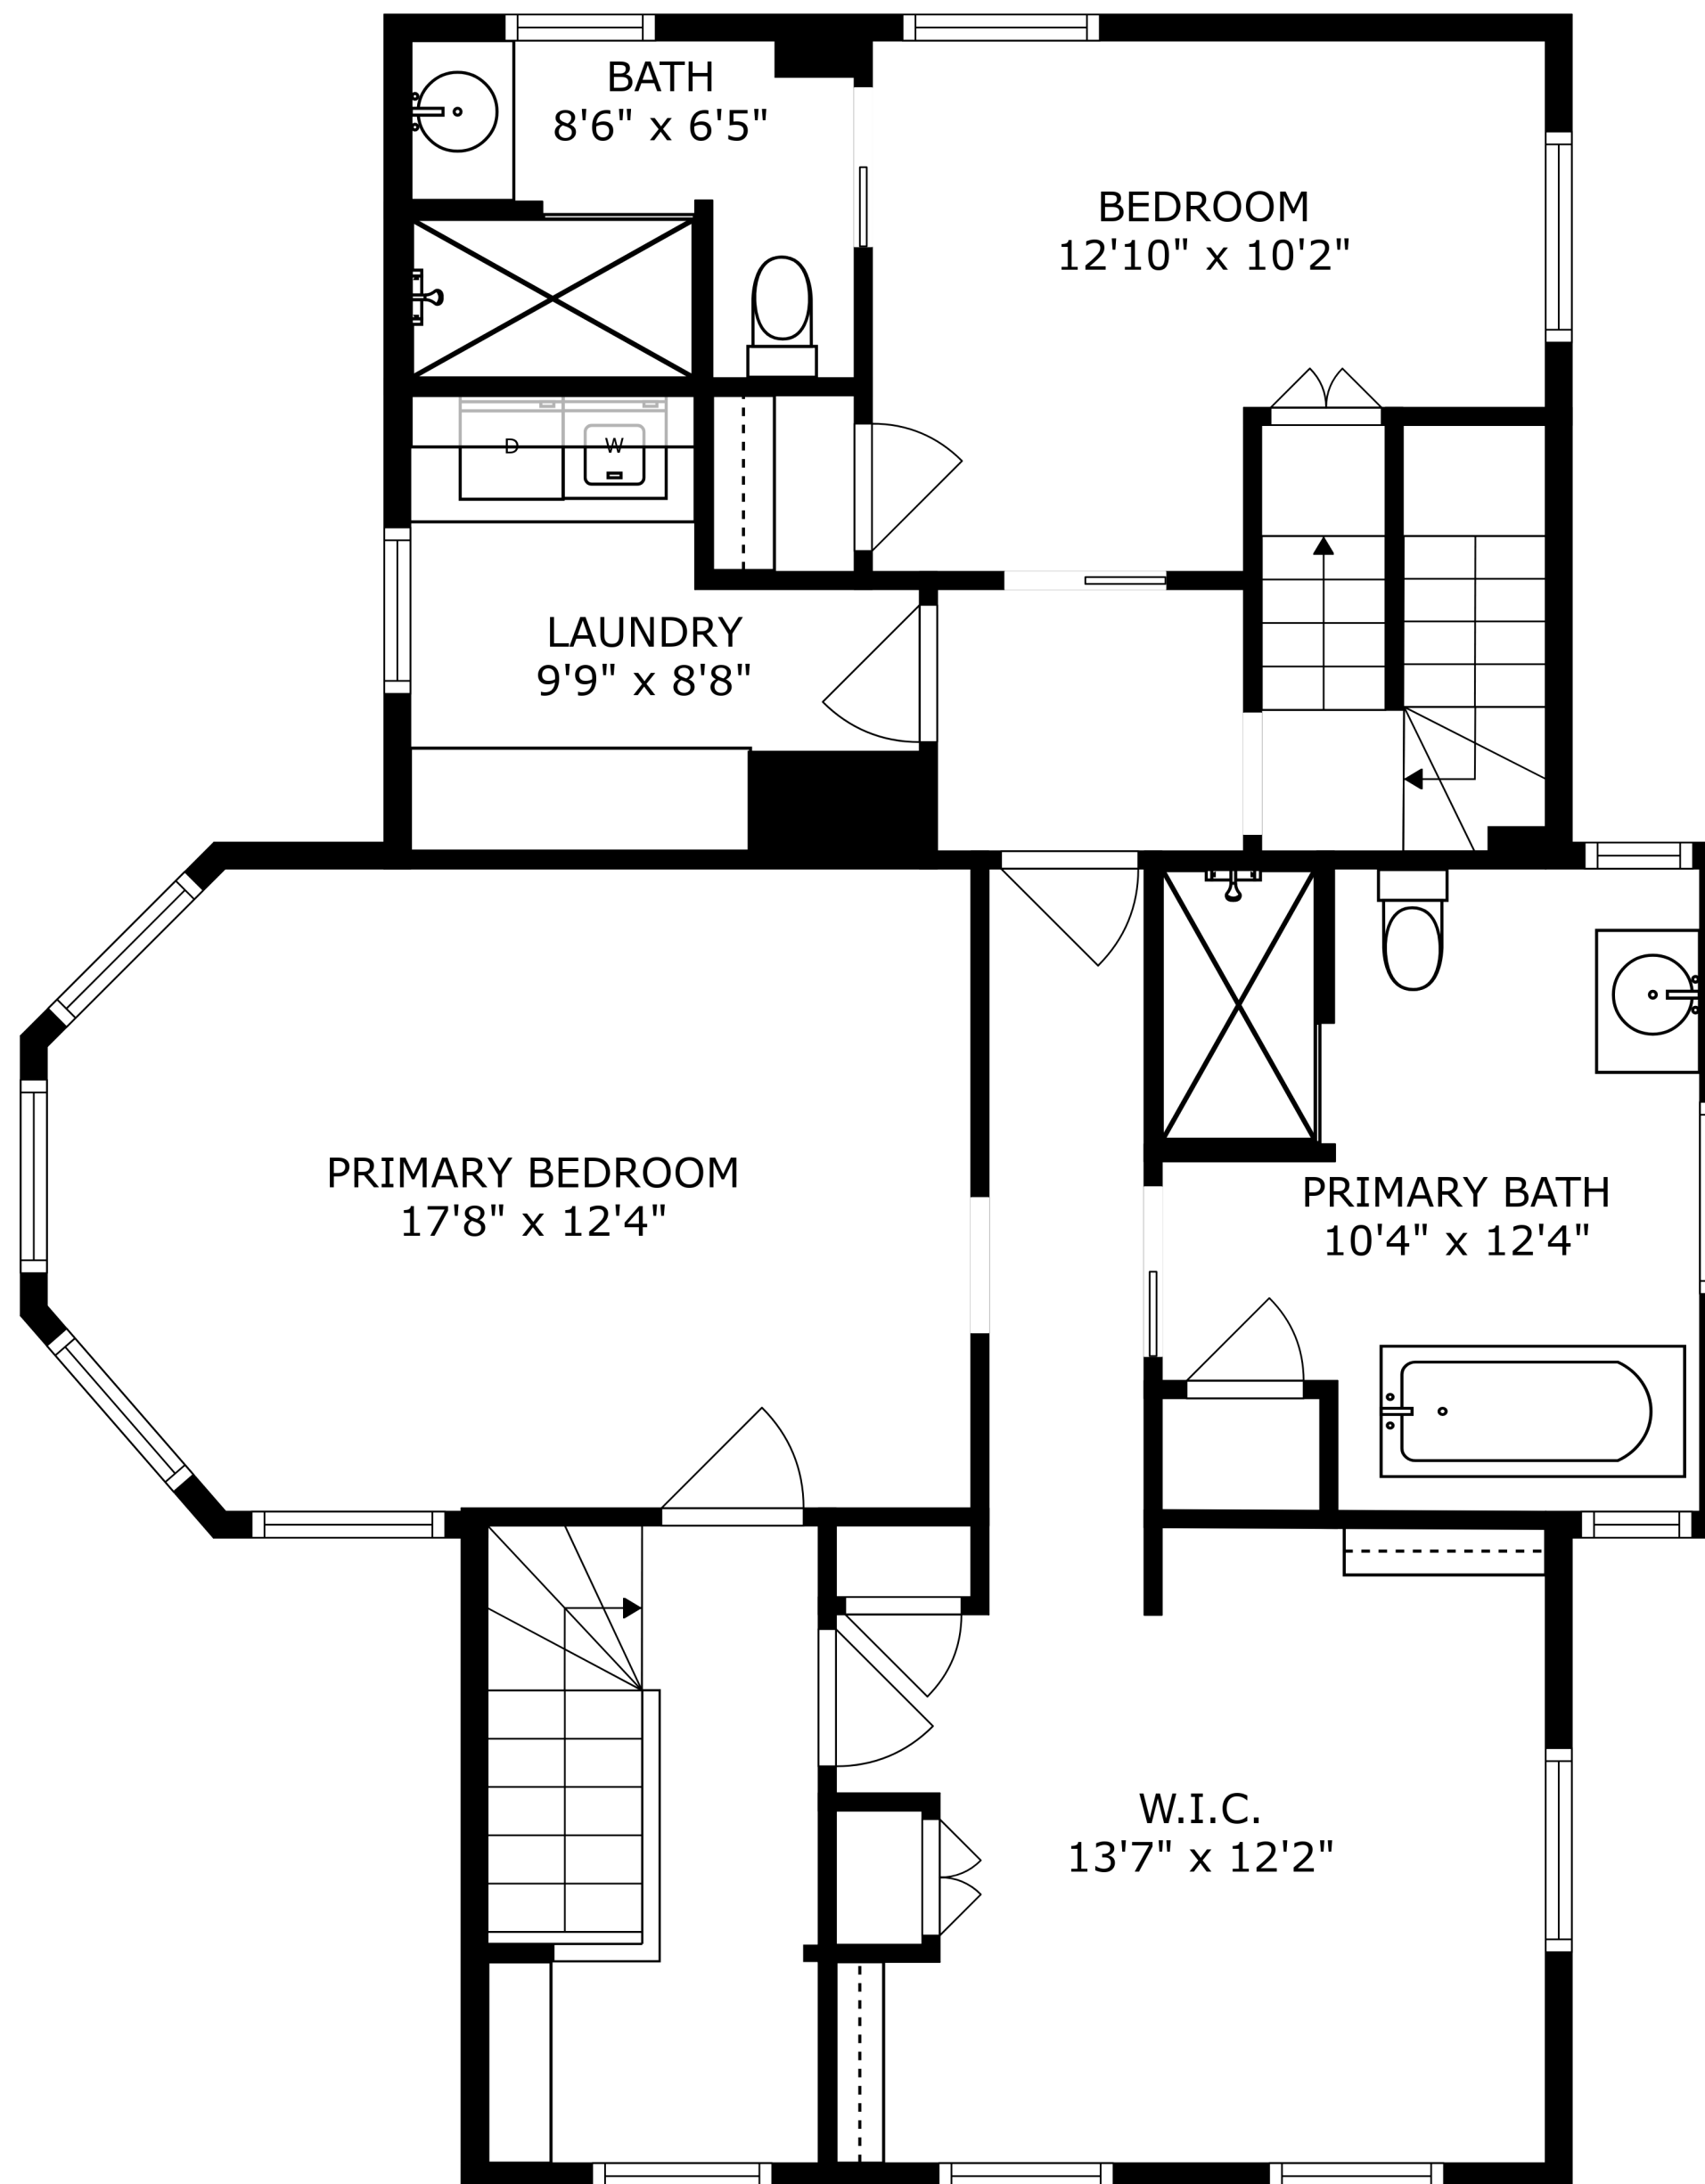 BATH
8'6" x 6'5"
BEDROOM
12'10" x 10'2"
D
W
LAUNDRY
9'9" x 8'8"
PRIMARY BEDROOM
17'8" x 12'4"
PRIMARY BATH
10'4" x 12'4"
W.I.C.
13'7" x 12'2"